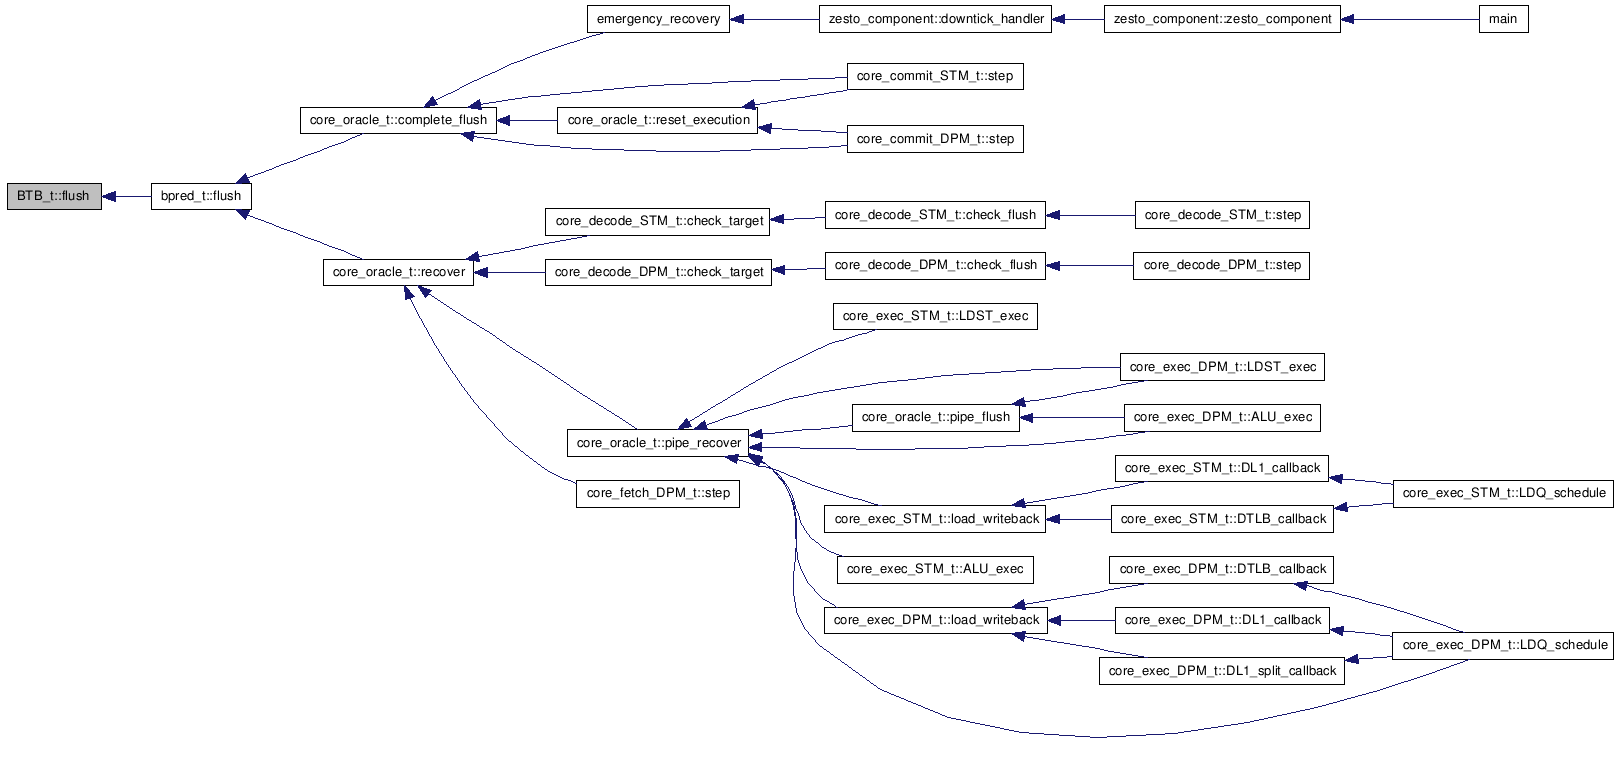 emergency_recovery
zesto_component::downtick_handler
zesto_component::zesto_component
main
core_commit_STM_t::step
core_oracle_t::complete_flush
core_oracle_t::reset_execution
core_commit_DPM_t::step
BTB_t::flush
bpred_t::flush
core_decode_STM_t::check_target
core_decode_STM_t::check_flush
core_decode_STM_t::step
core_oracle_t::recover
core_decode_DPM_t::check_target
core_decode_DPM_t::check_flush
core_decode_DPM_t::step
core_exec_STM_t::LDST_exec
core_exec_DPM_t::LDST_exec
core_oracle_t::pipe_flush
core_exec_DPM_t::ALU_exec
core_oracle_t::pipe_recover
core_exec_STM_t::DL1_callback
core_fetch_DPM_t::step
core_exec_STM_t::LDQ_schedule
core_exec_STM_t::load_writeback
core_exec_STM_t::DTLB_callback
core_exec_STM_t::ALU_exec
core_exec_DPM_t::DTLB_callback
core_exec_DPM_t::load_writeback
core_exec_DPM_t::DL1_callback
core_exec_DPM_t::LDQ_schedule
core_exec_DPM_t::DL1_split_callback